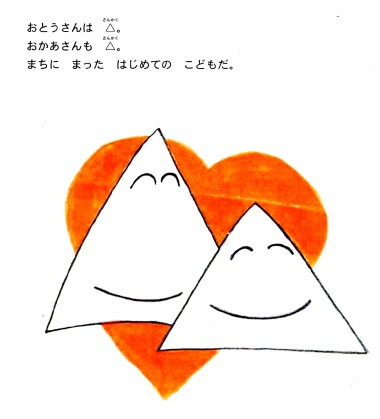 おとうさんは　△。
おかあさんも　△。
まちに　まった　はじめての　こどもだ。